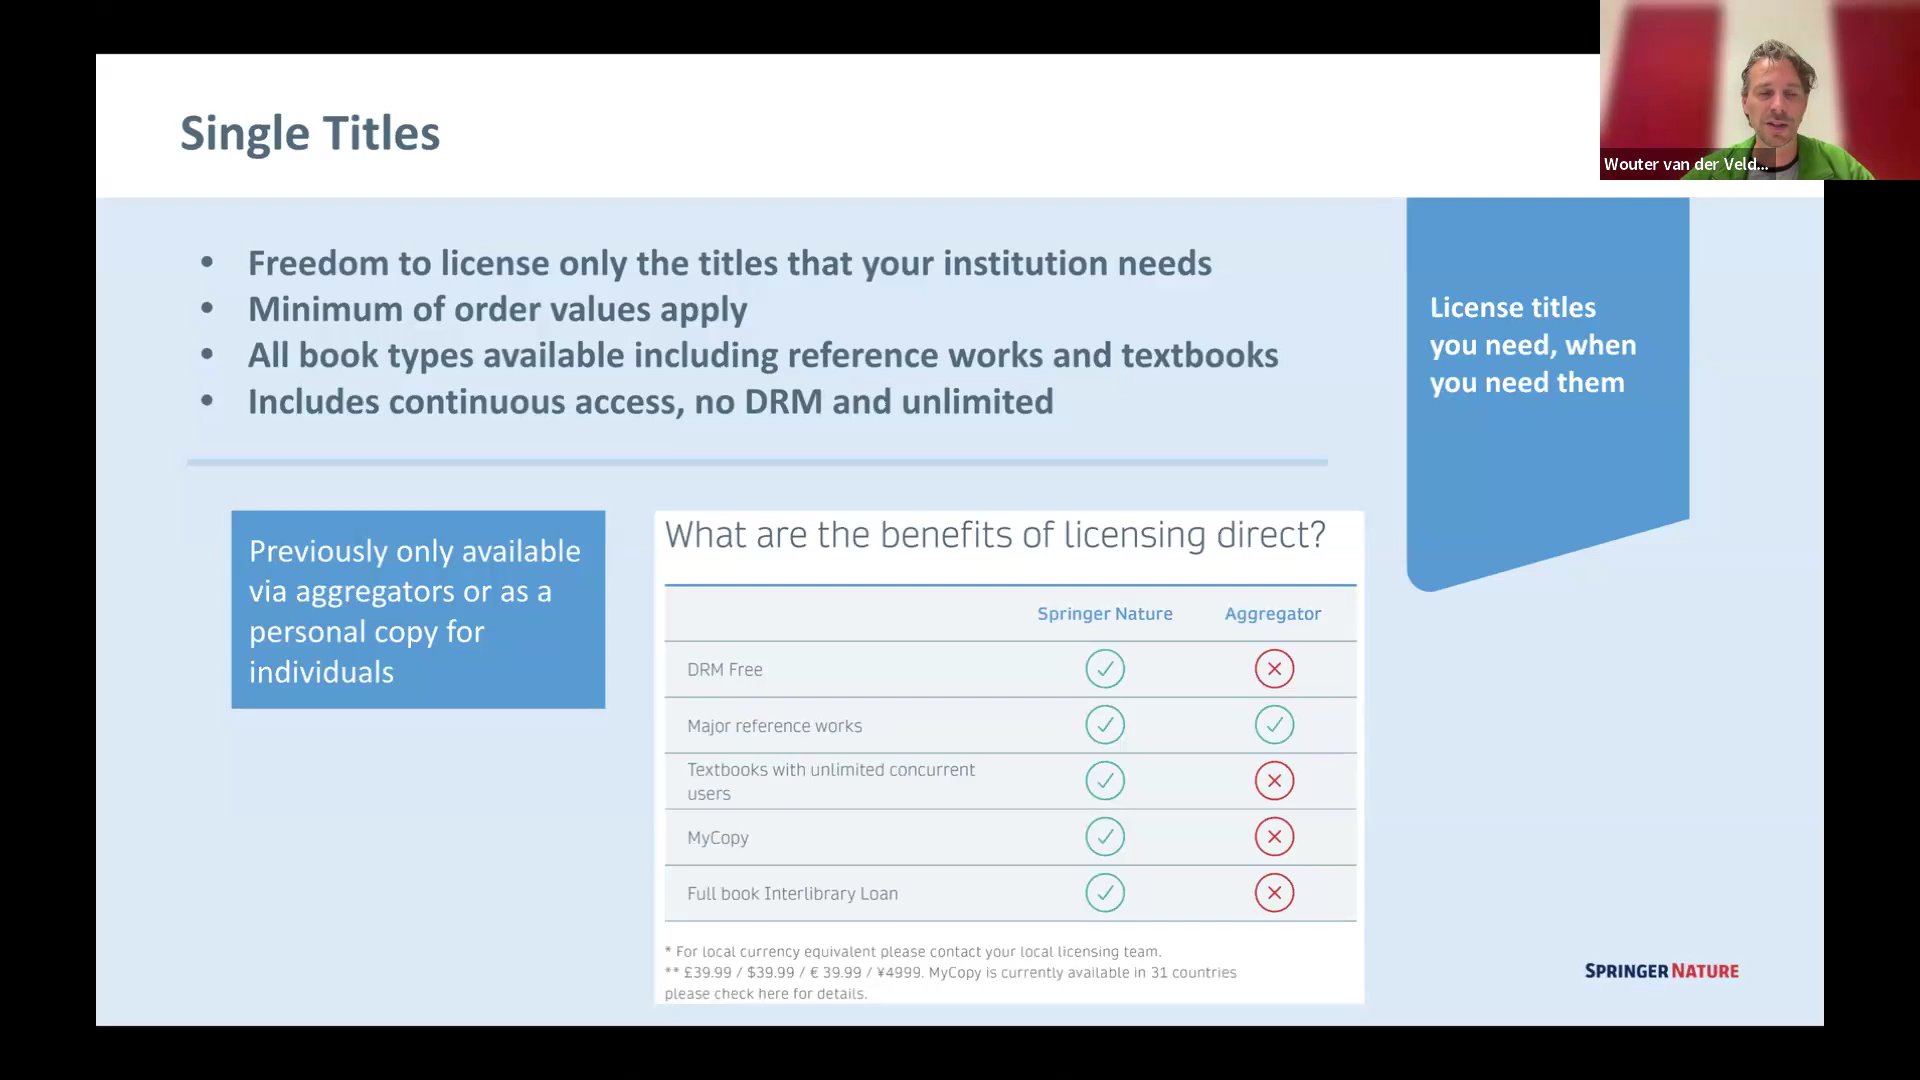 Single Titles
Wouter van der Veld...
• Freedom to license only the titles that your institution needs
• Minimum of order values apply
• All book types available including reference works and textbooks
• Includes continuous access, no DRM and unlimited
License titles
you need, when
you need them
Previously only available
via aggregators or as a
personal copy for
individuals
What are the benefits of licensing direct?
Springer Nature Aggregator
DRM Free
Major reference works
Textbooks with unlimited concurrent
users
MyCopy
Full book Interlibrary Loan
* For local currency equivalent please contact your local licensing team.
** £39.99 / $39.99 / € 39.99 / ¥4999. MyCopy is currently available in 31 countries
please check here for details.
SPRINGER NATURE